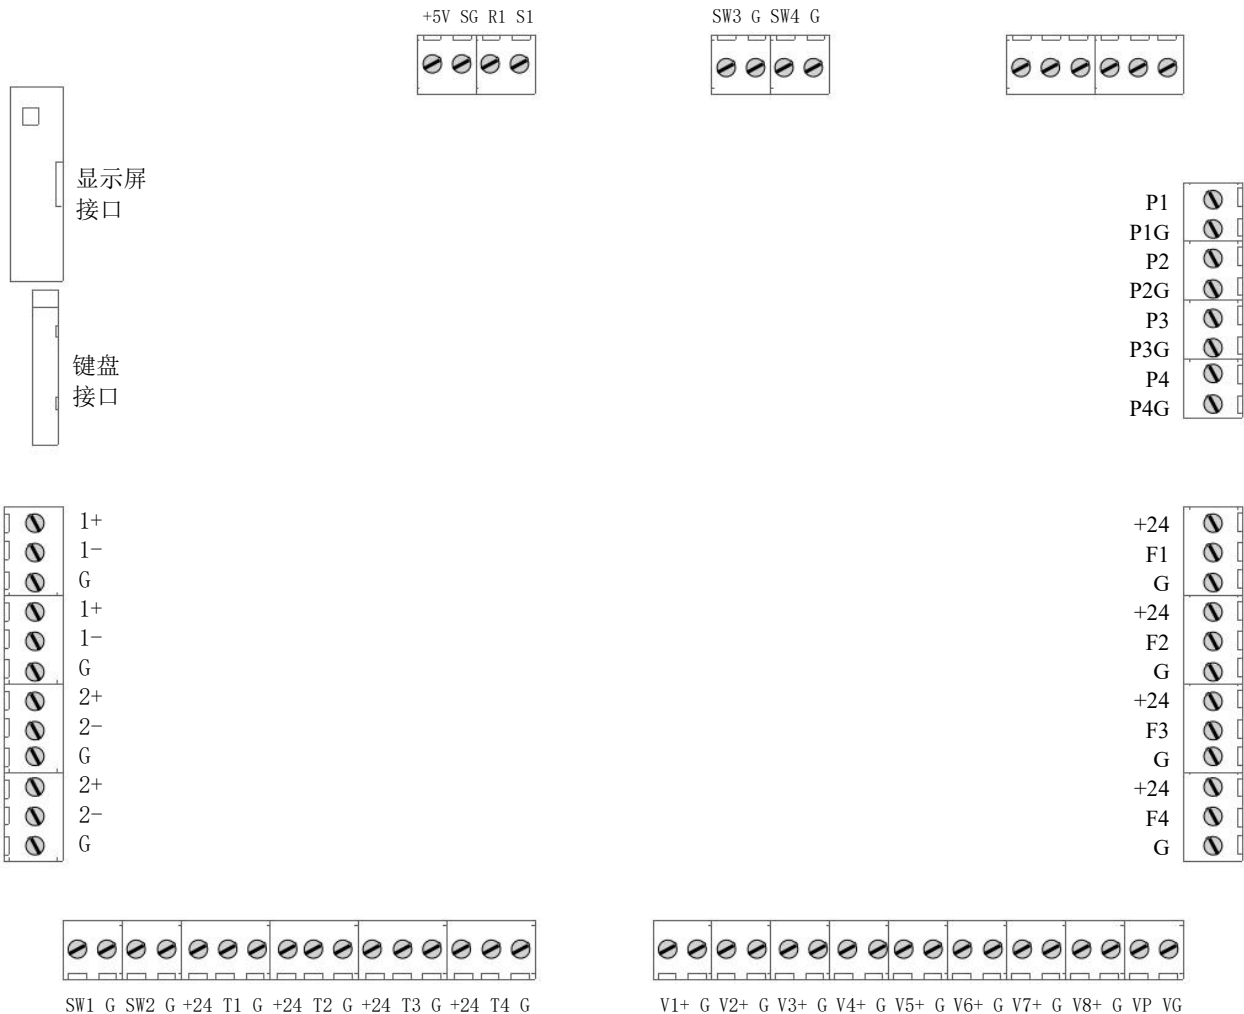 +5V SG R1 S1
SW3 G SW4 G
显示屏
接口
键盘
接口
P1
P1G
P2
P2G
P3
P3G
P4
P4G
1+
1-
G
1+
1-
G
2+
2-
G
2+
2-
G
+24
F1
G
+24
F2
G
+24
F3
G
+24
F4
G
SW1 G SW2 G +24 T1 G +24 T2 G +24 T3 G +24 T4 G
V1+ G V2+ G V3+ G V4+ G V5+ G V6+ G V7+ G V8+ G VP VG